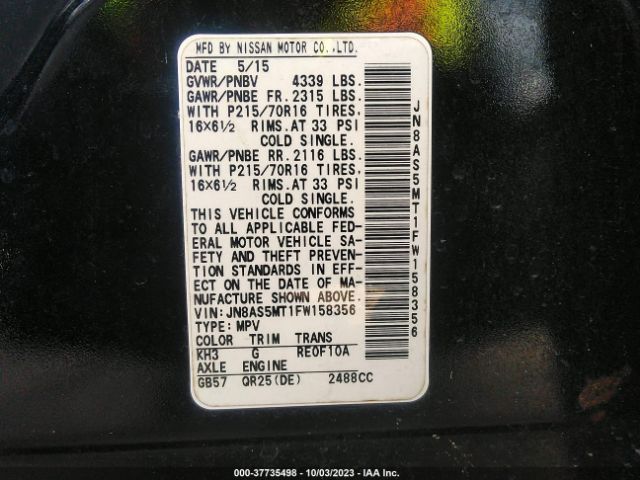 MFD BY NISSAN MOTOR CO.,LTD.
DATE 5/15
GVWR/PNBV 4339 LBS.
GAWR/PNBE FR.2315 LBS.
WITH P215/70R16 TIRES.
16X6½ RIMS.AT 33 PSI
COLD SINGLE.
GAWR/PNBE RR.2116 LBS.
WITH P215/70R16 TIRES.
16X6½ RIMS.AT 33 PSI
COLD SINGLE.
THIS VEHICLE CONFORMS
TO ALL APPLICABLE FED-
ERAL MOTOR VEHICLE SA-
FETY AND THEFT PREVEN-
TION STANDARDS IN EFF-
ECT ON THE DATE OF MA-
NUFACTURE SHOWN ABOVE.
VIN:JN8AS5MT1FW158356
TYPE:MPV
COLOR TRIM TRANS
KH3 G RE0F10A
AXLE ENGINE
GB57 QR25(DE) 2488CC
JN8AS5MT1FW158356
000-37735498 - 10/03/2023 - IAA Inc.